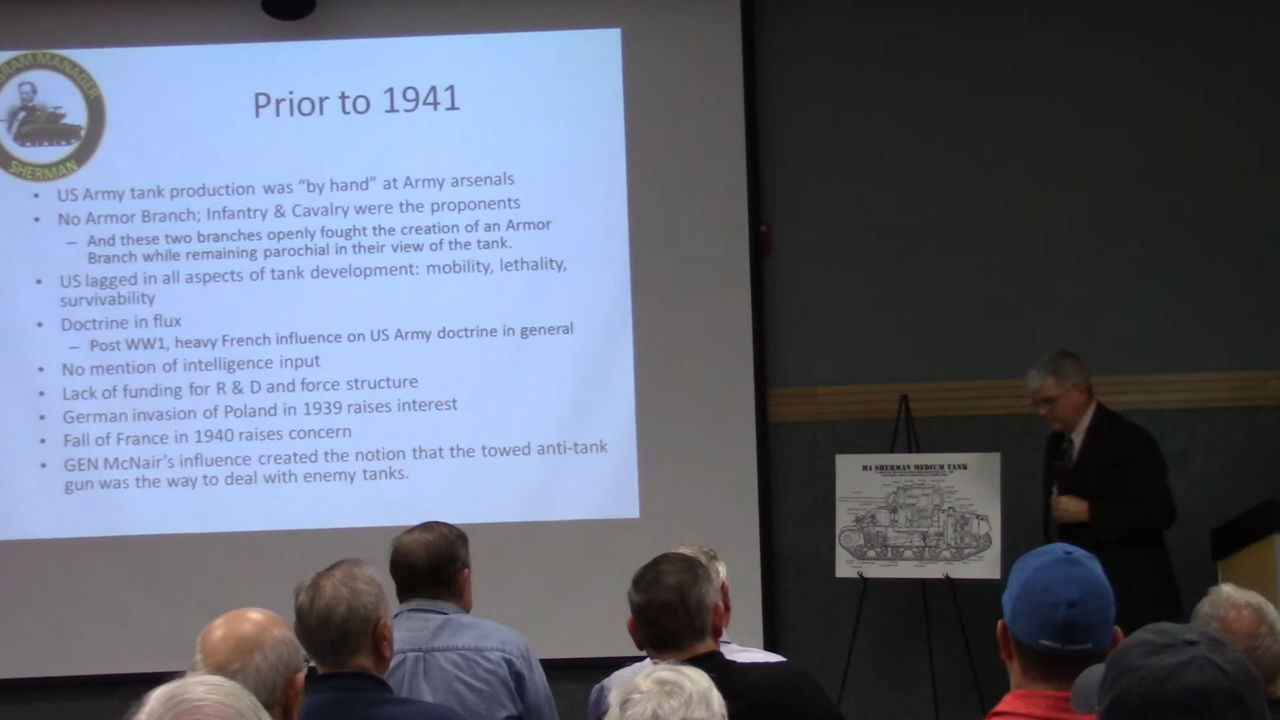 GRAM MANAGER
SHERMAN
Prior to 1941
• US Army tank production was “by hand” at Army arsenals
• No Armor Branch; Infantry & Cavalry were the proponents
– And these two branches openly fought the creation of an Armor
Branch while remaining parochial in their view of the tank.
• US lagged in all aspects of tank development: mobility, lethality,
survivability
• Doctrine in flux
– Post WW1, heavy French influence on US Army doctrine in general
• No mention of intelligence input
• Lack of funding for R & D and force structure
• German invasion of Poland in 1939 raises interest
• Fall of France in 1940 raises concern
• GEN McNair’s influence created the notion that the towed anti-tank
gun was the way to deal with enemy tanks.
M4 SHERMAN MEDIUM TANK